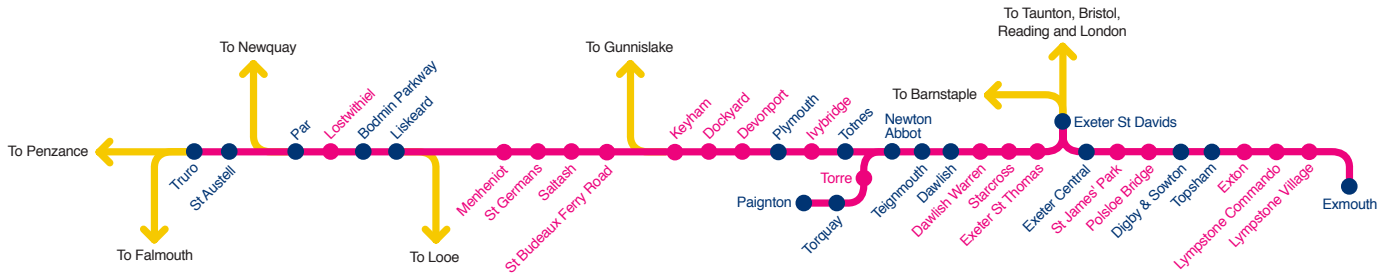 To Penzance
To Falmouth
Truro
St Austell
To Newquay
Par
Lostwithiel
Bodmin Parkway
Liskeard
To Looe
Menheniot
St Germans
Saltash
St Budeaux Ferry Road
To Gunnislake
Keyham
Dockyard
Devonport
Plymouth
Ivybridge
Totnes
Paignton
Torquay
Torre
Newton
Abbot
Teignmouth
Dawlish
Dawlish Warren
Starcross
Exeter St Thomas
To Barnstaple
To Taunton, Bristol,
Reading and London
Exeter St Davids
Exeter Central
St James' Park
Polsloe Bridge
Digby & Sowton
Topsham
Exton
Lympstone Commando
Lympstone Village
Exmouth